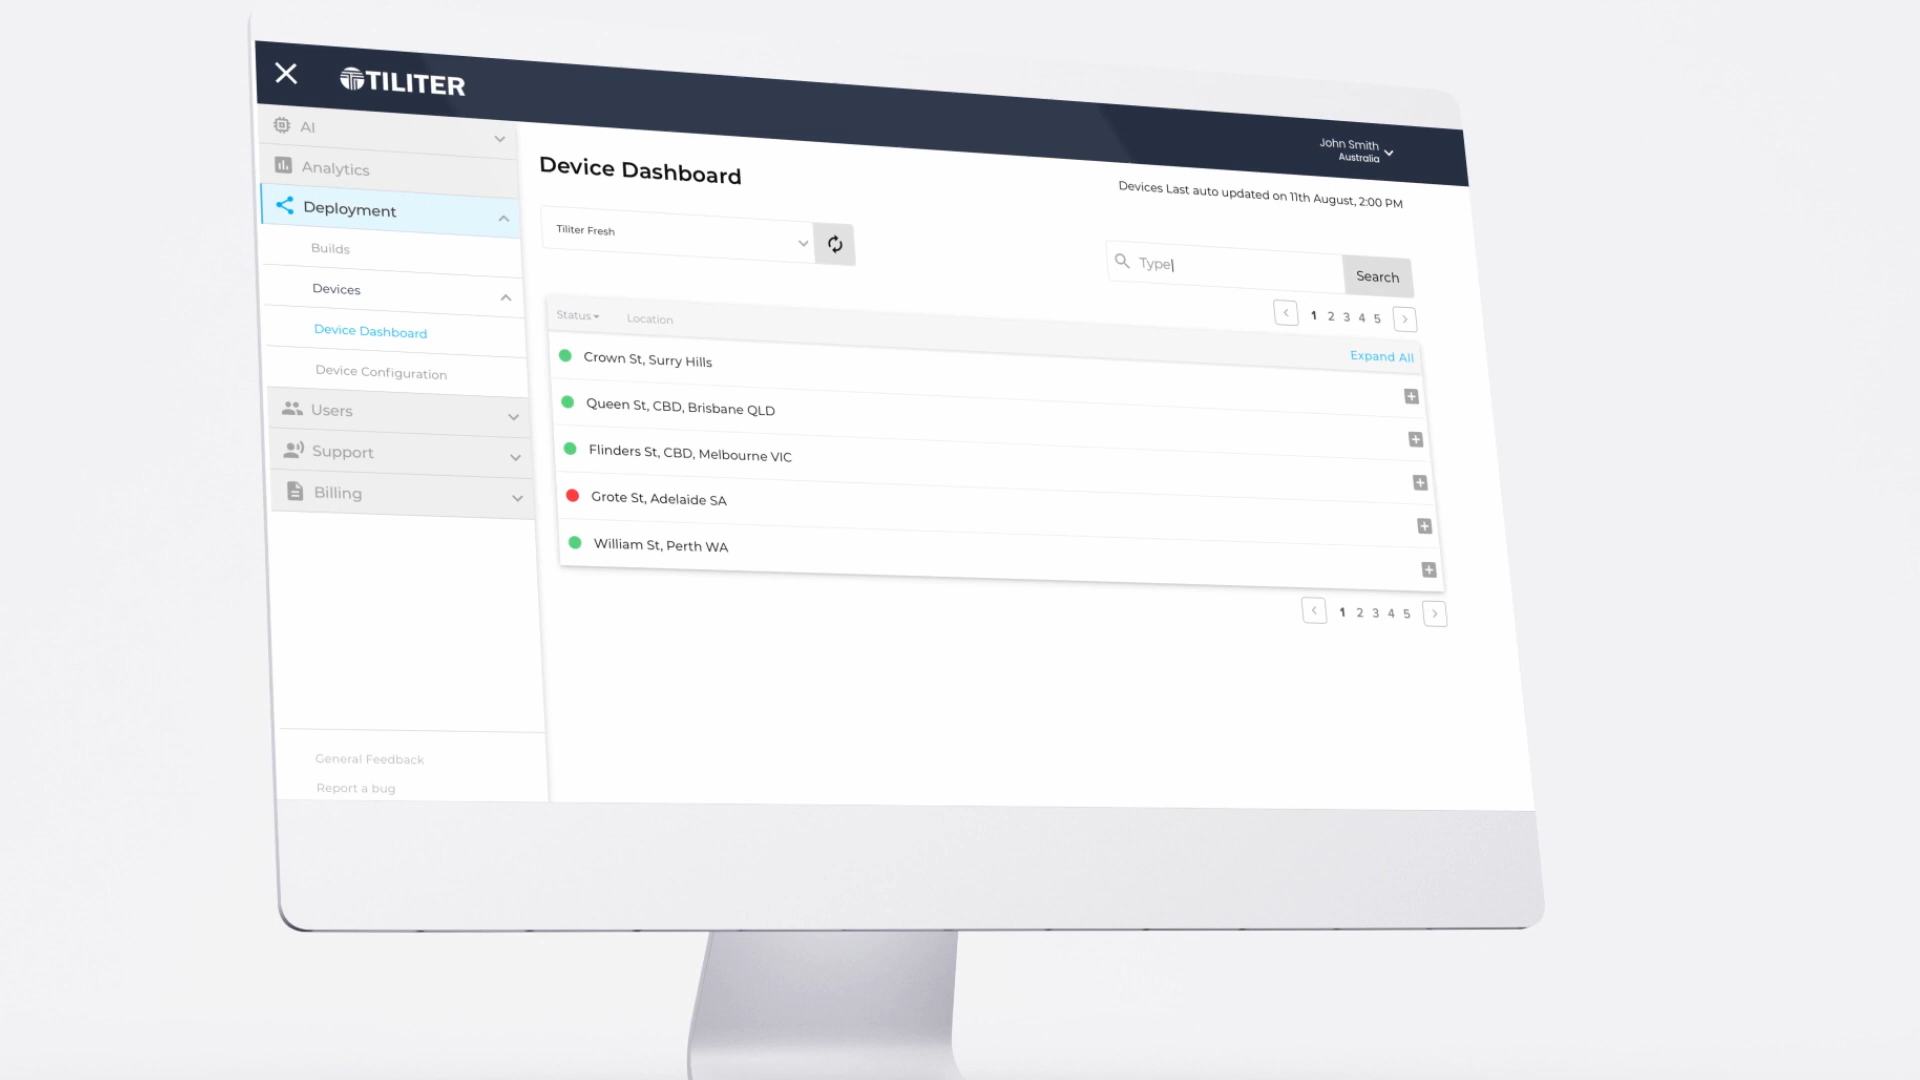 TILITER
John Smith
Australia
AI
Analytics
Deployment
Builds
Devices
Device Dashboard
Device Configuration
Users
Support
Billing
General Feedback
Report a bug
Device Dashboard
Devices Last auto updated on 11th August, 2:00 PM
Tiliter Fresh
Type
Search
1 2 3 4 5
Status Location
Expand All
Crown St, Surry Hills
Queen St, CBD, Brisbane QLD
Flinders St, CBD, Melbourne VIC
Grote St, Adelaide SA
William St, Perth WA
1 2 3 4 5